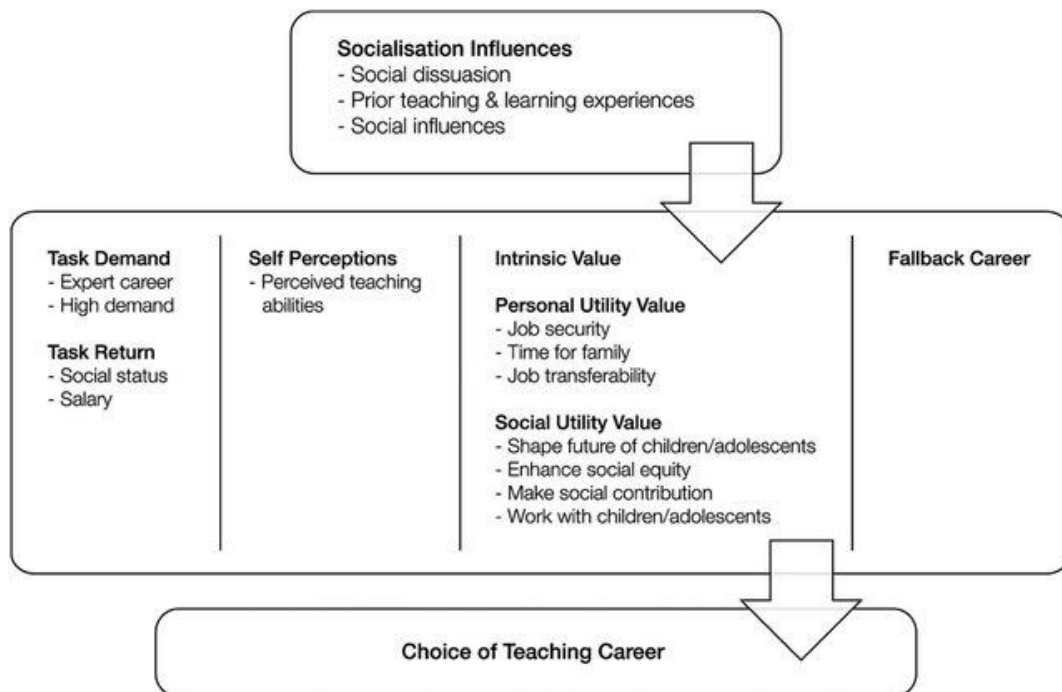 Socialisation Influences
- Social dissuasion
- Prior teaching & learning experiences
- Social influences
Task Demand
- Expert career
- High demand
Task Return
- Social status
- Salary
Self Perceptions
- Perceived teaching
abilities
Intrinsic Value
Personal Utility Value
- Job security
- Time for family
- Job transferability
Social Utility Value
- Shape future of children/adolescents
- Enhance social equity
- Make social contribution
- Work with children/adolescents
Fallback Career
Choice of Teaching Career